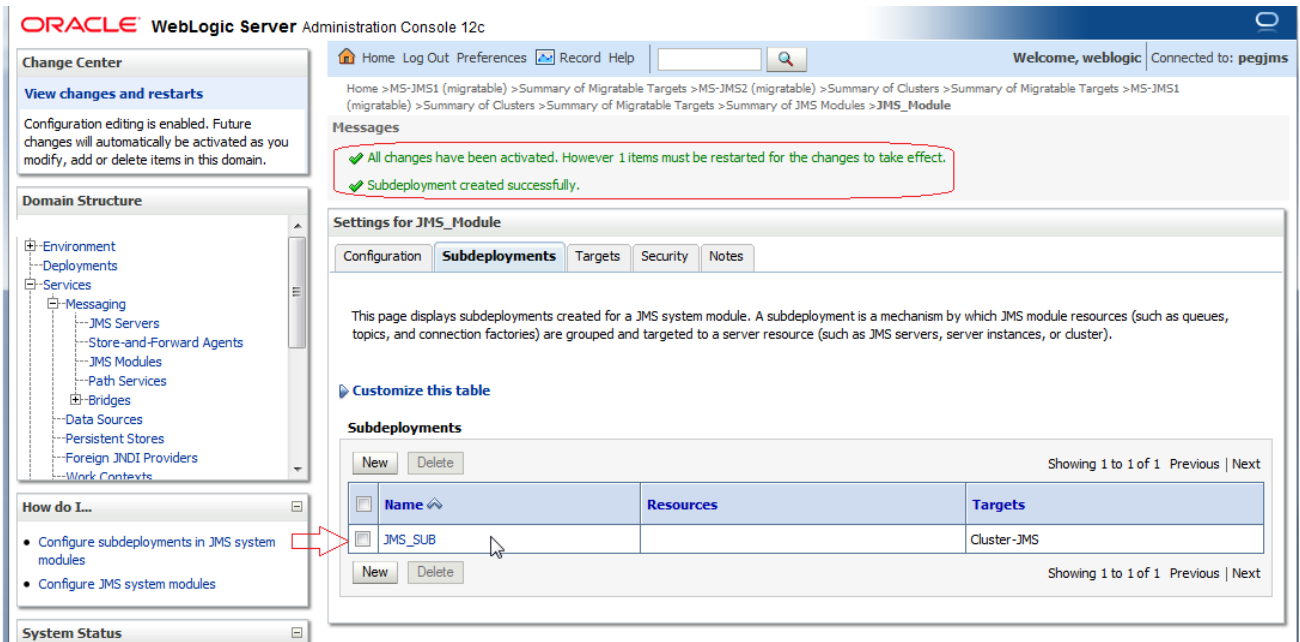 ORACLE WebLogic Server Administration Console 12c
Change Center
View changes and restarts
Configuration editing is enabled. Future
changes will automatically be activated as you
modify, add or delete items in this domain.
Domain Structure
Environment
Deployments
Services
Messaging
JMS Servers
Store-and-Forward Agents
JMS Modules
Path Services
Bridges
Data Sources
Persistent Stores
Foreign JNDI Providers
Work Contexts
How do I...
Configure subdeployments in JMS system
modules
Configure JMS system modules
System Status
Home Log Out Preferences Record Help
Welcome, weblogic Connected to: pegjms
Home >MS-JMS1 (migratable) >Summary of Migratable Targets >MS-JMS2 (migratable) >Summary of Clusters >Summary of Migratable Targets >MS-JMS1
(migratable) >Summary of Clusters >Summary of Migratable Targets >Summary of JMS Modules >JMS_Module
Messages
All changes have been activated. However 1 items must be restarted for the changes to take effect.
Subdeployment created successfully.
Settings for JMS_Module
Configuration Subdeployments Targets Security Notes
This page displays subdeployments created for a JMS system module. A subdeployment is a mechanism by which JMS module resources (such as queues,
topics, and connection factories) are grouped and targeted to a server resource (such as JMS servers, server instances, or cluster).
Customize this table
Subdeployments
New Delete Showing 1 to 1 of 1 Previous | Next
Name Resources Targets
JMS_SUB Cluster-JMS
New Delete Showing 1 to 1 of 1 Previous | Next